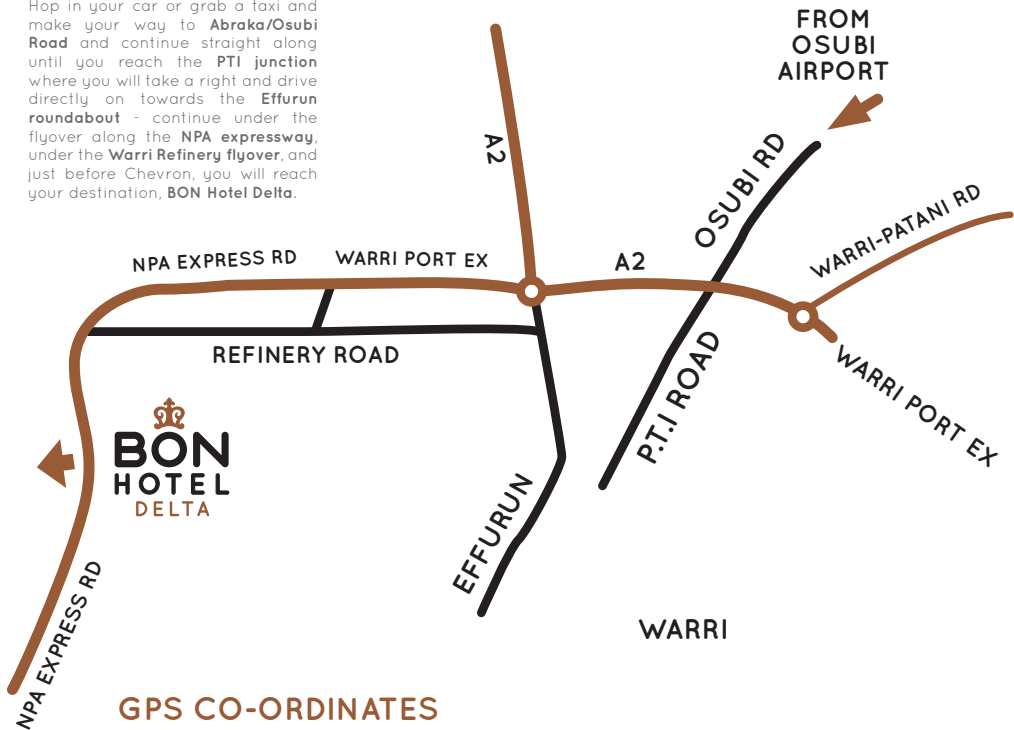 Hop in your car or grab a taxi and
make your way to Abraka/Osubi
Road and continue straight along
until you reach the PTI junction
where you will take a right and drive
directly on towards the Effurun
roundabout - continue under the
flyover along the NPA expressway,
under the Warri Refinery flyover, and
just before Chevron, you will reach
your destination, BON Hotel Delta.
FROM
OSUBI
AIRPORT
A2
OSUBI RD
WARRI-PATANI RD
NPA EXPRESS RD
WARRI PORT EX
A2
REFINERY ROAD
P.T.I ROAD
WARRI PORT EX
BON
HOTEL
DELTA
EFFURUN
NPA EXPRESS RD
WARRI
GPS CO-ORDINATES